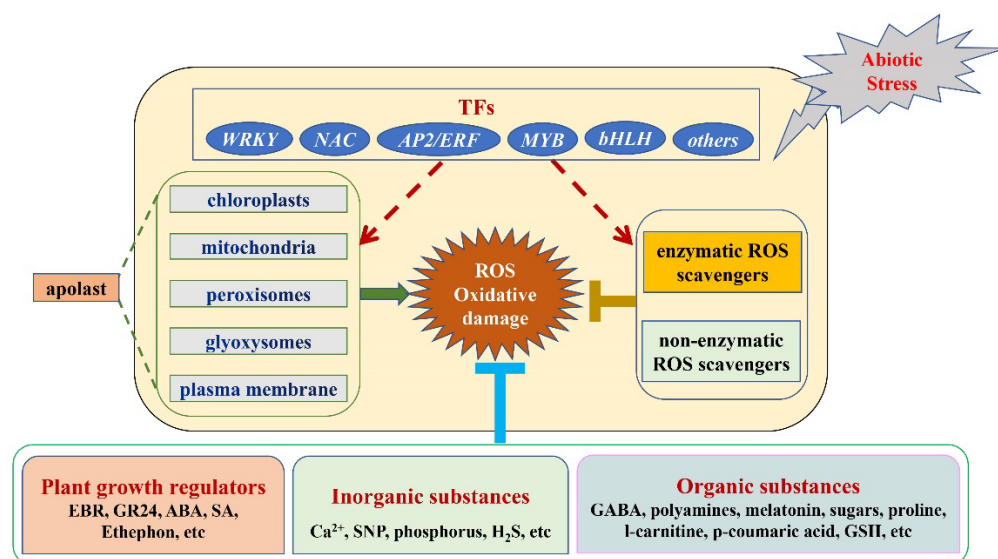 Abiotic
Stress
TFs
WRKY NAC AP2/ERF MYB bHLH others
chloroplasts
mitochondria
peroxisomes
glyoxysomes
plasma membrane
apolast
ROS
Oxidative
damage
enzymatic ROS
scavengers
non-enzymatic
ROS scavengers
Plant growth regulators
EBR, GR24, ABA, SA,
Ethephon, etc
Inorganic substances
Ca²⁺, SNP, phosphorus, H₂S, etc
Organic substances
GABA, polyamines, melatonin, sugars, proline,
l-carnitine, p-coumaric acid, GSH, etc